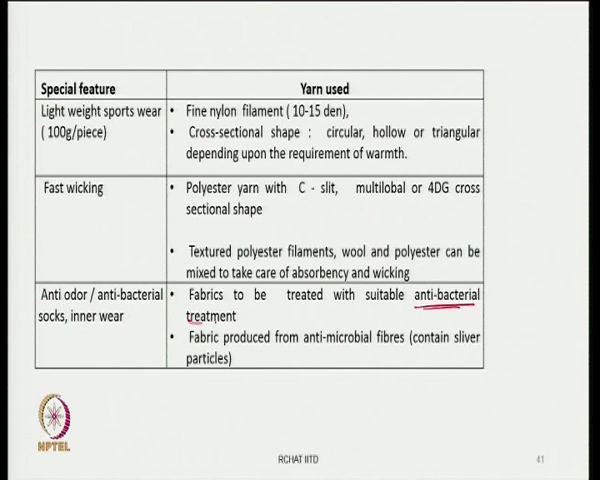 Special feature
Yarn used
Light weight sports wear
( 100g/piece)
• Fine nylon filament ( 10-15 den),
• Cross-sectional shape : circular, hollow or triangular
depending upon the requirement of warmth.
Fast wicking
• Polyester yarn with C - slit, multilobal or 4DG cross
sectional shape
• Textured polyester filaments, wool and polyester can be
mixed to take care of absorbency and wicking
Anti odor / anti-bacterial
socks, inner wear
• Fabrics to be treated with suitable anti-bacterial
treatment
• Fabric produced from anti-microbial fibres (contain sliver
particles)
NPTEL
RCHAT IITD
41